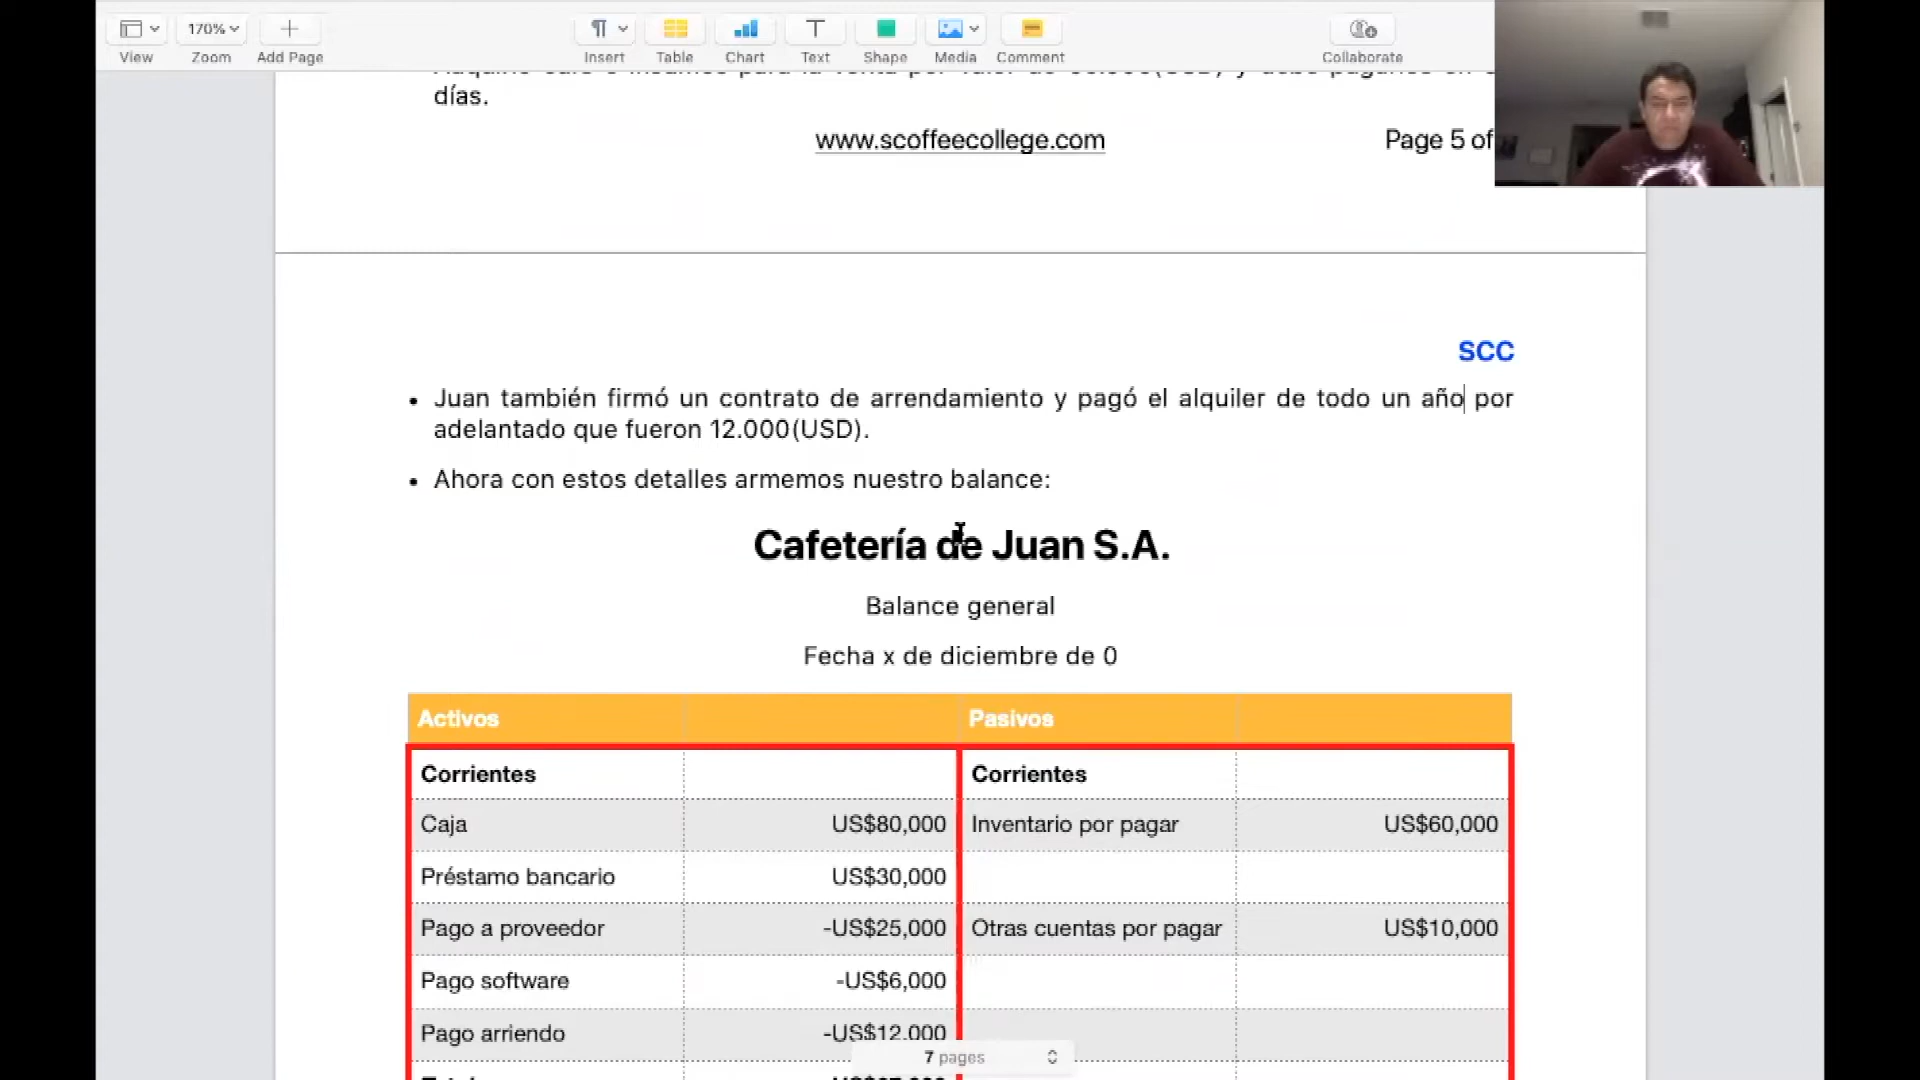 170%
View
Zoom
Add Page
Insert
Table
Chart
Text
Shape
Media
Comment
Collaborate
días.
www.scoffeecollege.com
Page 5 of
SCC
• Juan también firmó un contrato de arrendamiento y pagó el alquiler de todo un año por
adelantado que fueron 12.000(USD).
• Ahora con estos detalles armemos nuestro balance:
Cafetería de Juan S.A.
Balance general
Fecha x de diciembre de 0
Activos Pasivos
Corrientes Corrientes
Caja US$80,000 Inventario por pagar US$60,000
Préstamo bancario US$30,000
Pago a proveedor -US$25,000 Otras cuentas por pagar US$10,000
Pago software -US$6,000
Pago arriendo -US$12,000
7 pages